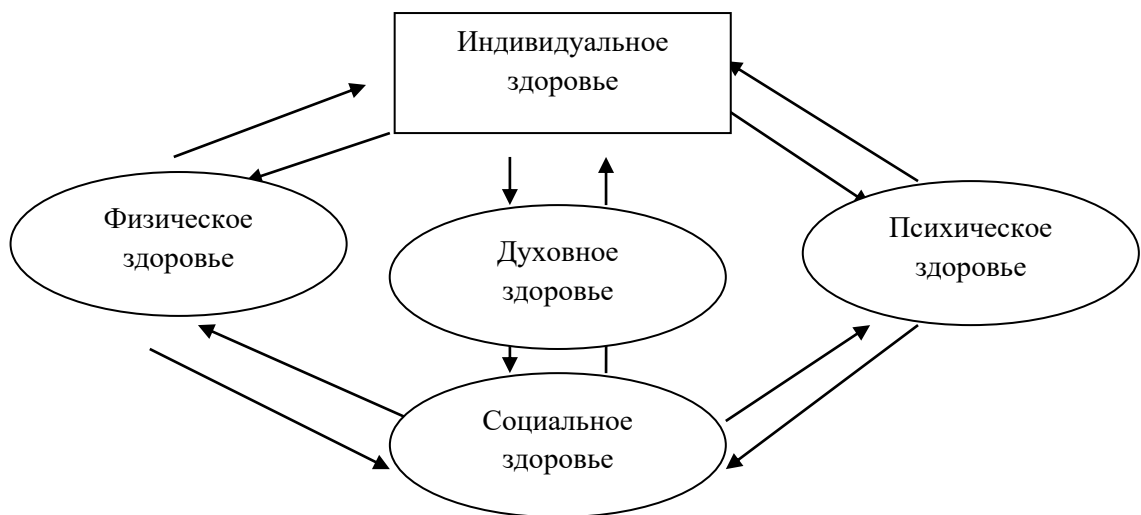 Индивидуальное
здоровье
Физическое
здоровье
Духовное
здоровье
Психическое
здоровье
Социальное
здоровье